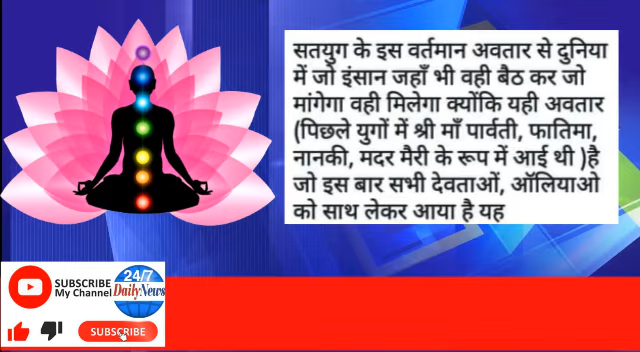 सतयुग के इस वर्तमान अवतार से दुनिया
में जो इंसान जहाँ भी वही बैठ कर जो
मांगेगा वही मिलेगा क्योंकि यही अवतार
(पिछले युगों में श्री माँ पार्वती, फातिमा,
नानकी, मदर मैरी के रूप में आई थी )है
जो इस बार सभी देवताओं, ऑलियाओ
को साथ लेकर आया है यह
SUBSCRIBE
My Channel
24/7
Daily News
SUBSCRIBE